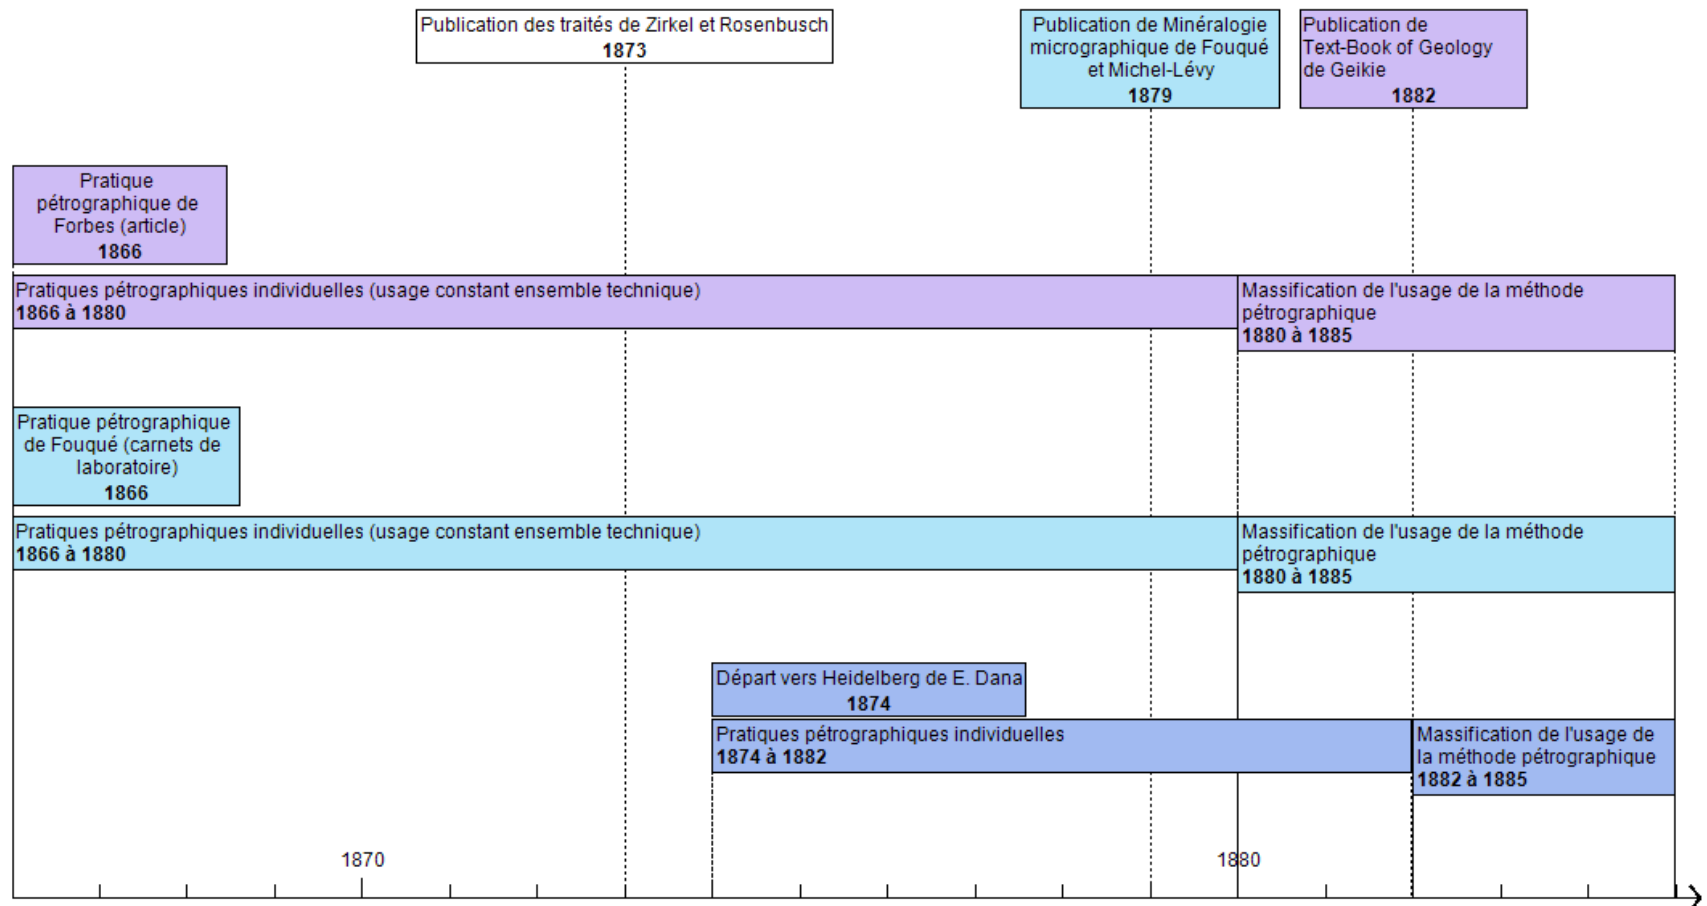 Publication des traités de Zirkel et Rosenbusch
1873
Publication de Minéralogie
micrographique de Fouqué
et Michel-Lévy
1879
Publication de
Text-Book of Geology
de Geikie
1882
Pratique
pétrographique de
Forbes (article)
1866
Pratiques pétrographiques individuelles (usage constant ensemble technique)
1866 à 1880
Massification de l'usage de la méthode
pétrographique
1880 à 1885
Pratique pétrographique
de Fouqué (carnets de
laboratoire)
1866
Pratiques pétrographiques individuelles (usage constant ensemble technique)
1866 à 1880
Massification de l'usage de la méthode
pétrographique
1880 à 1885
Départ vers Heidelberg de E. Dana
1874
Pratiques pétrographiques individuelles
1874 à 1882
Massification de l'usage de
la méthode pétrographique
1882 à 1885
1870
1880